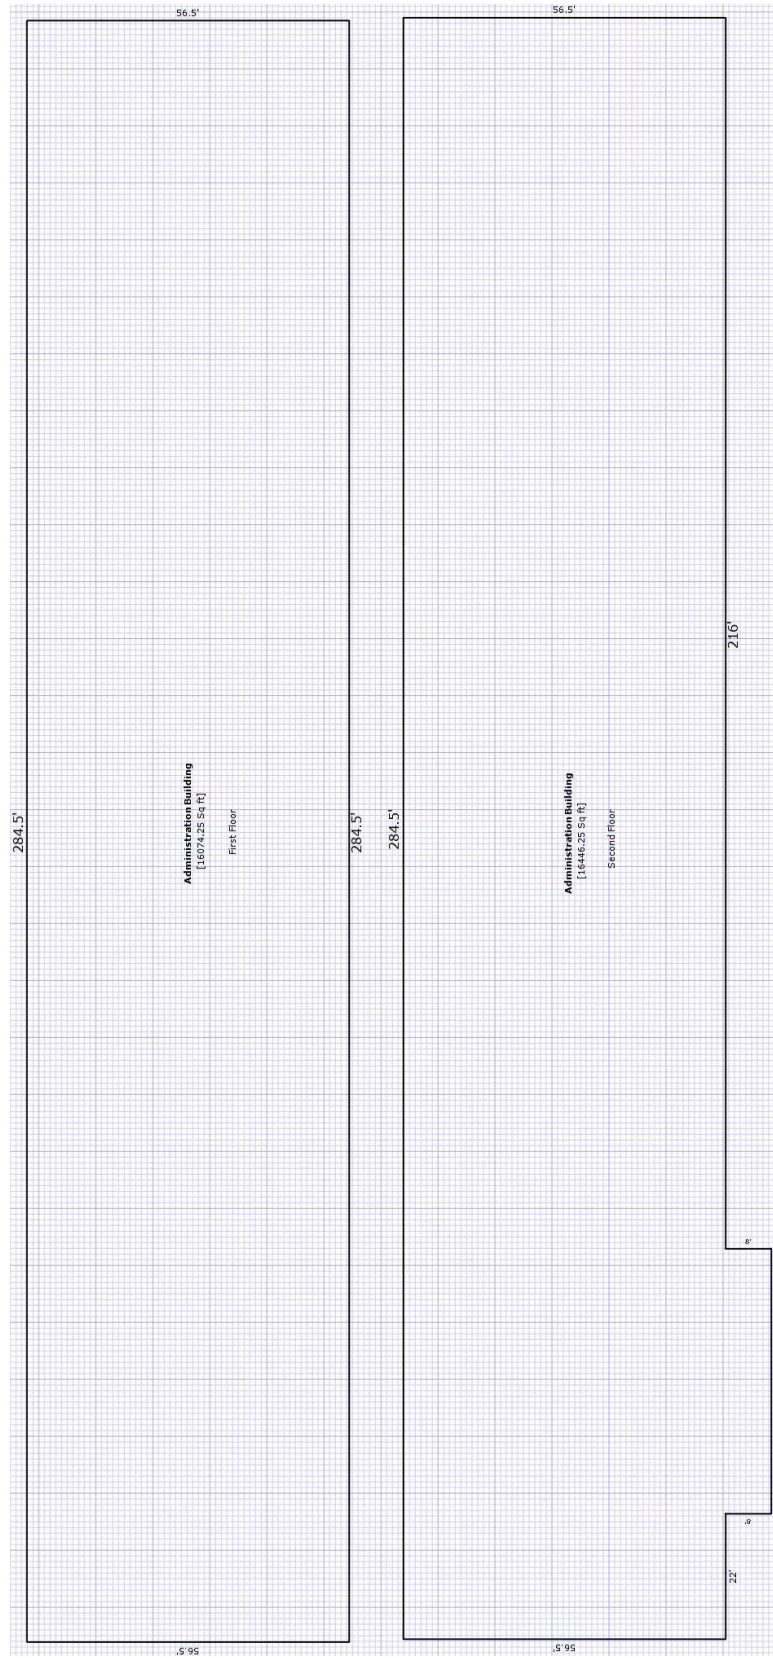 56.5'
284.5'
Administration Building
[16074.25 Sq ft]
First Floor
284.5'
56.5'
56.5'
284.5'
Administration Building
[16446.25 Sq ft]
Second Floor
216'
8'
8'
22'
56.5'